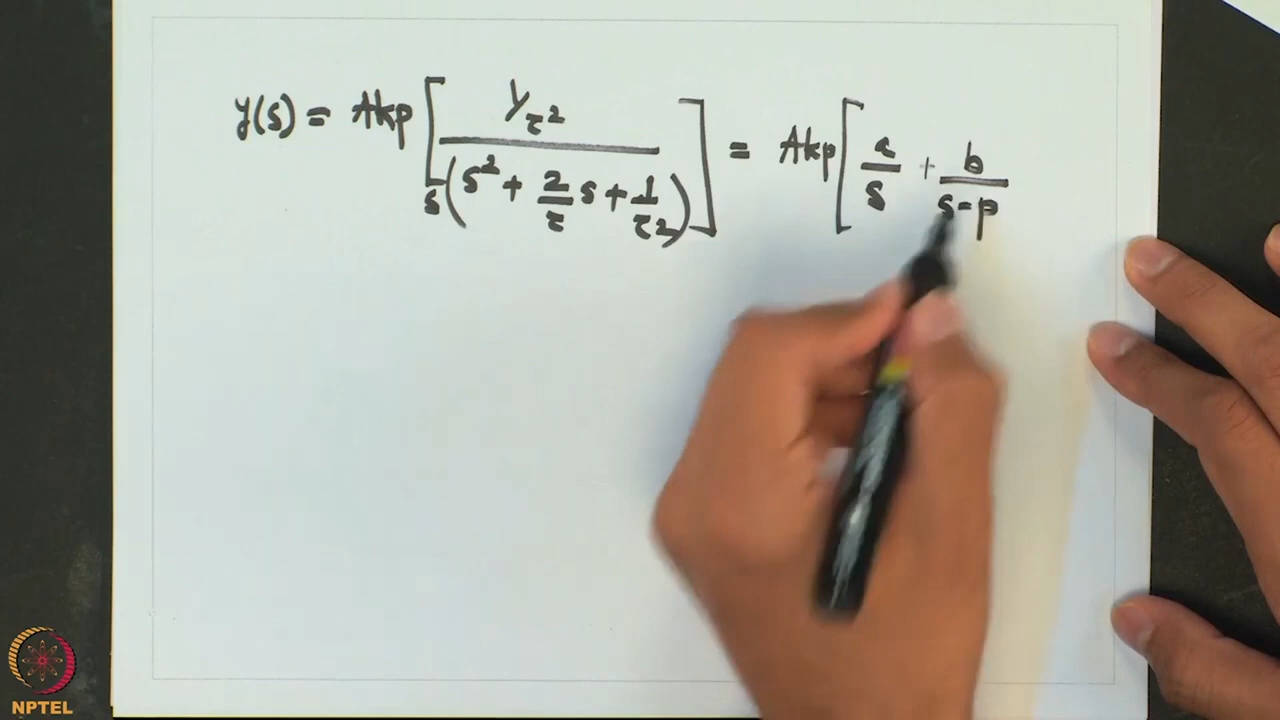 y(s) = Akp [ 1/τ² / s(s² + 2/τ s + 1/τ²) ] = Akp [ a/s + b/s-p
NPTEL